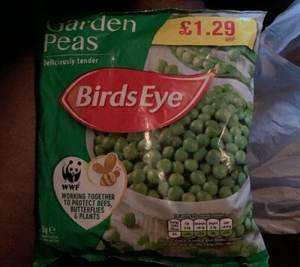 Garden
Peas
Deliciously tender
£1.29
Birds Eye
WWF
WORKING TOGETHER
TO PROTECT BEES,
BUTTERFLIES
& PLANTS